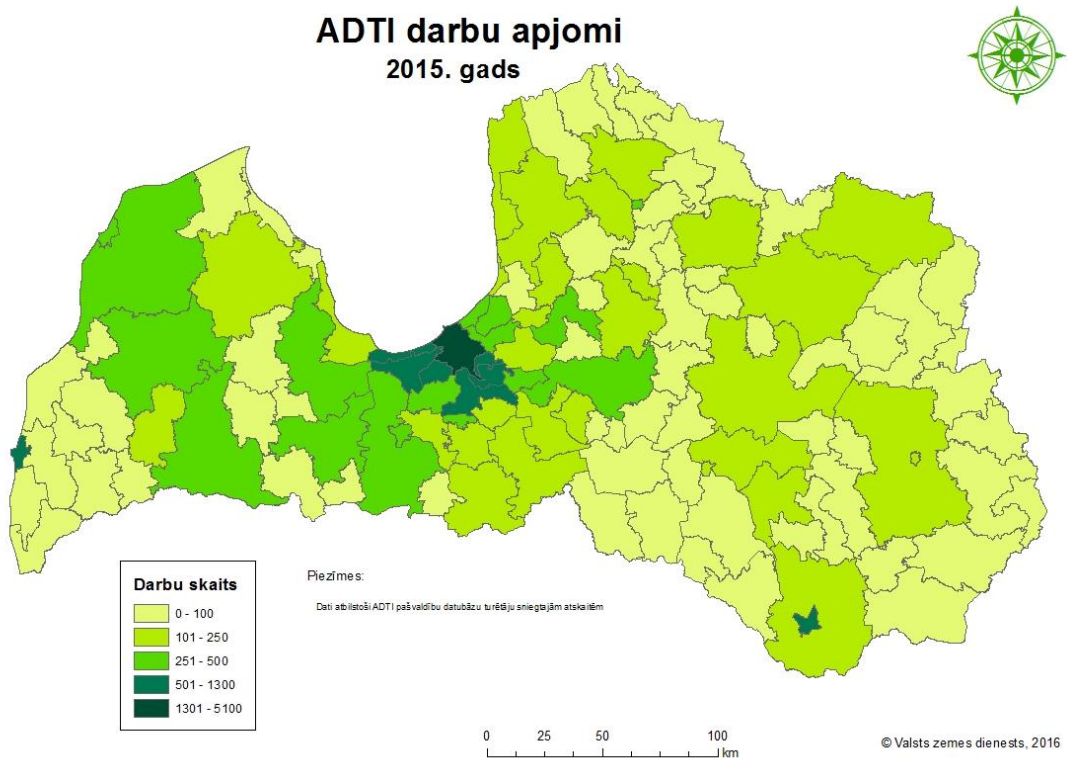 ADTI darbu apjomi
2015. gads
Darbu skaits
0 - 100
101 - 250
251 - 500
501 - 1300
1301 - 5100
Piezīmes:
Dati atbilstoši ADTI pašvaldību datubāzu turētāju sniegtajām atskaitēm
0 25 50 100
km
© Valsts zemes dienests, 2016